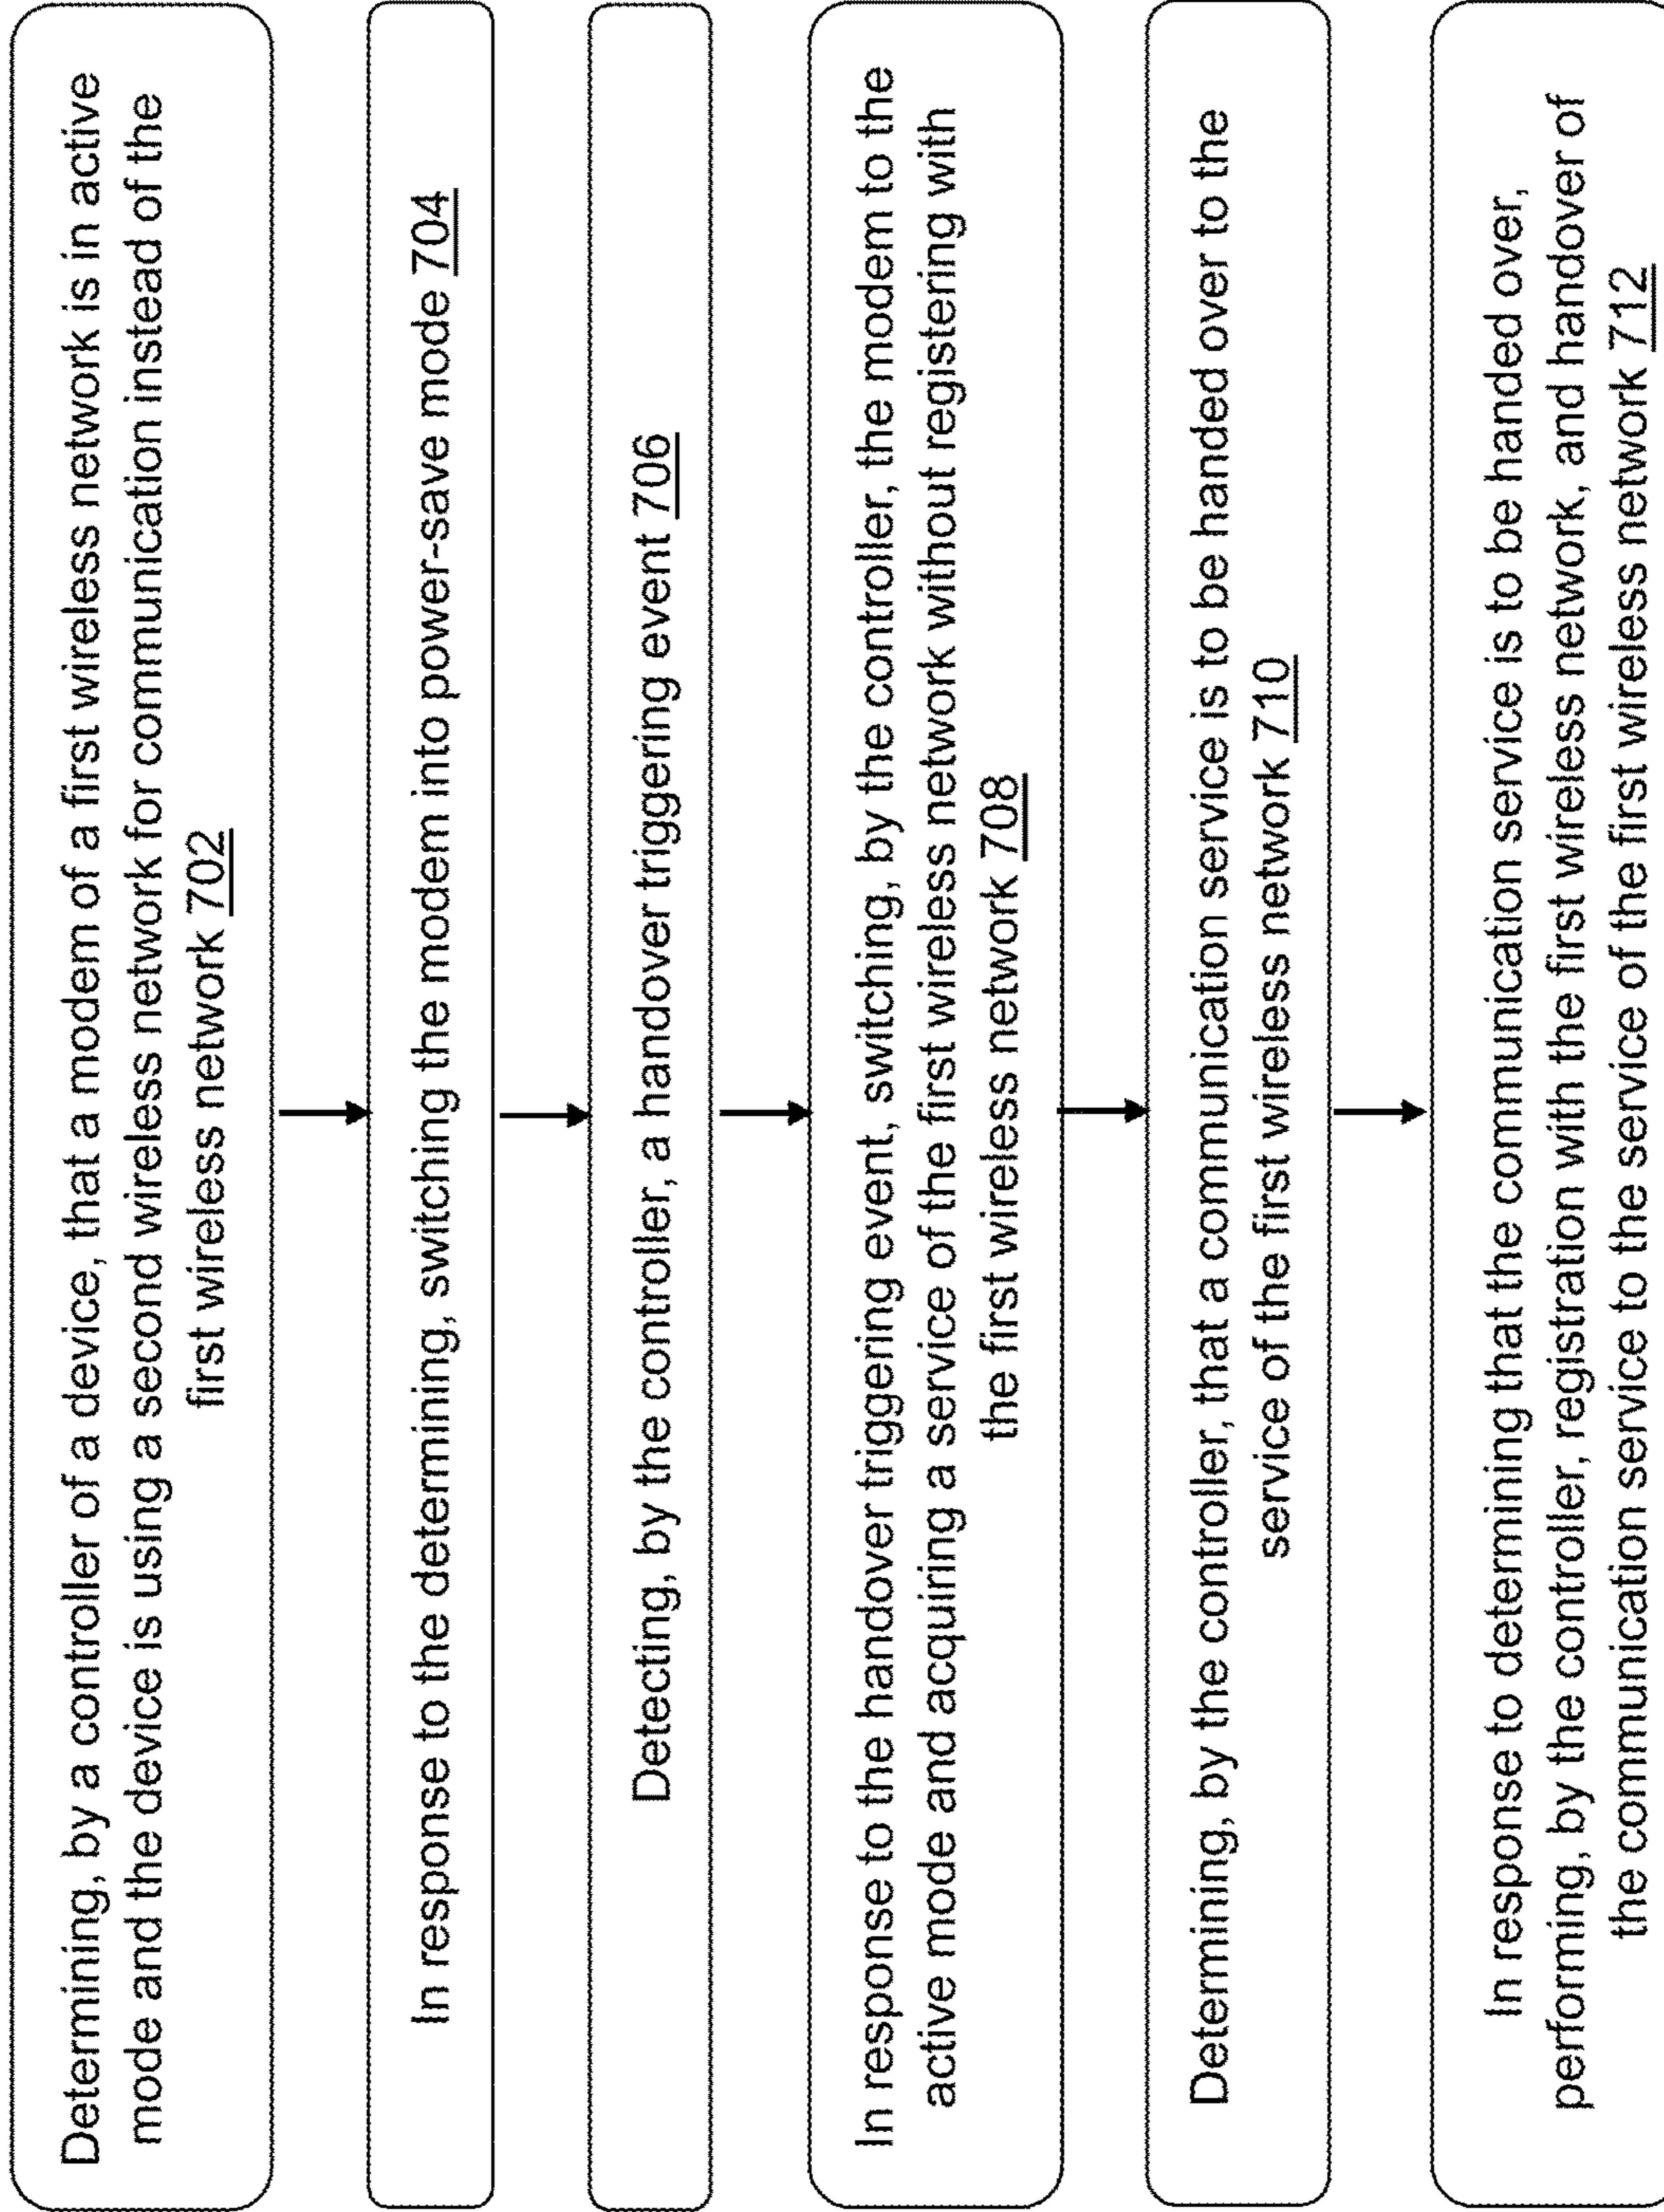 Determining, by a controller of a device, that a modem of a first wireless network is in active
mode and the device is using a second wireless network for communication instead of the
first wireless network 702
In response to the determining, switching the modem into power-save mode 704
Detecting, by the controller, a handover triggering event 706
In response to the handover triggering event, switching, by the controller, the modem to the
active mode and acquiring a service of the first wireless network without registering with
the first wireless network 708
Determining, by the controller, that a communication service is to be handed over to the
service of the first wireless network 710
In response to determining that the communication service is to be handed over,
performing, by the controller, registration with the first wireless network, and handover of
the communication service to the service of the first wireless network 712